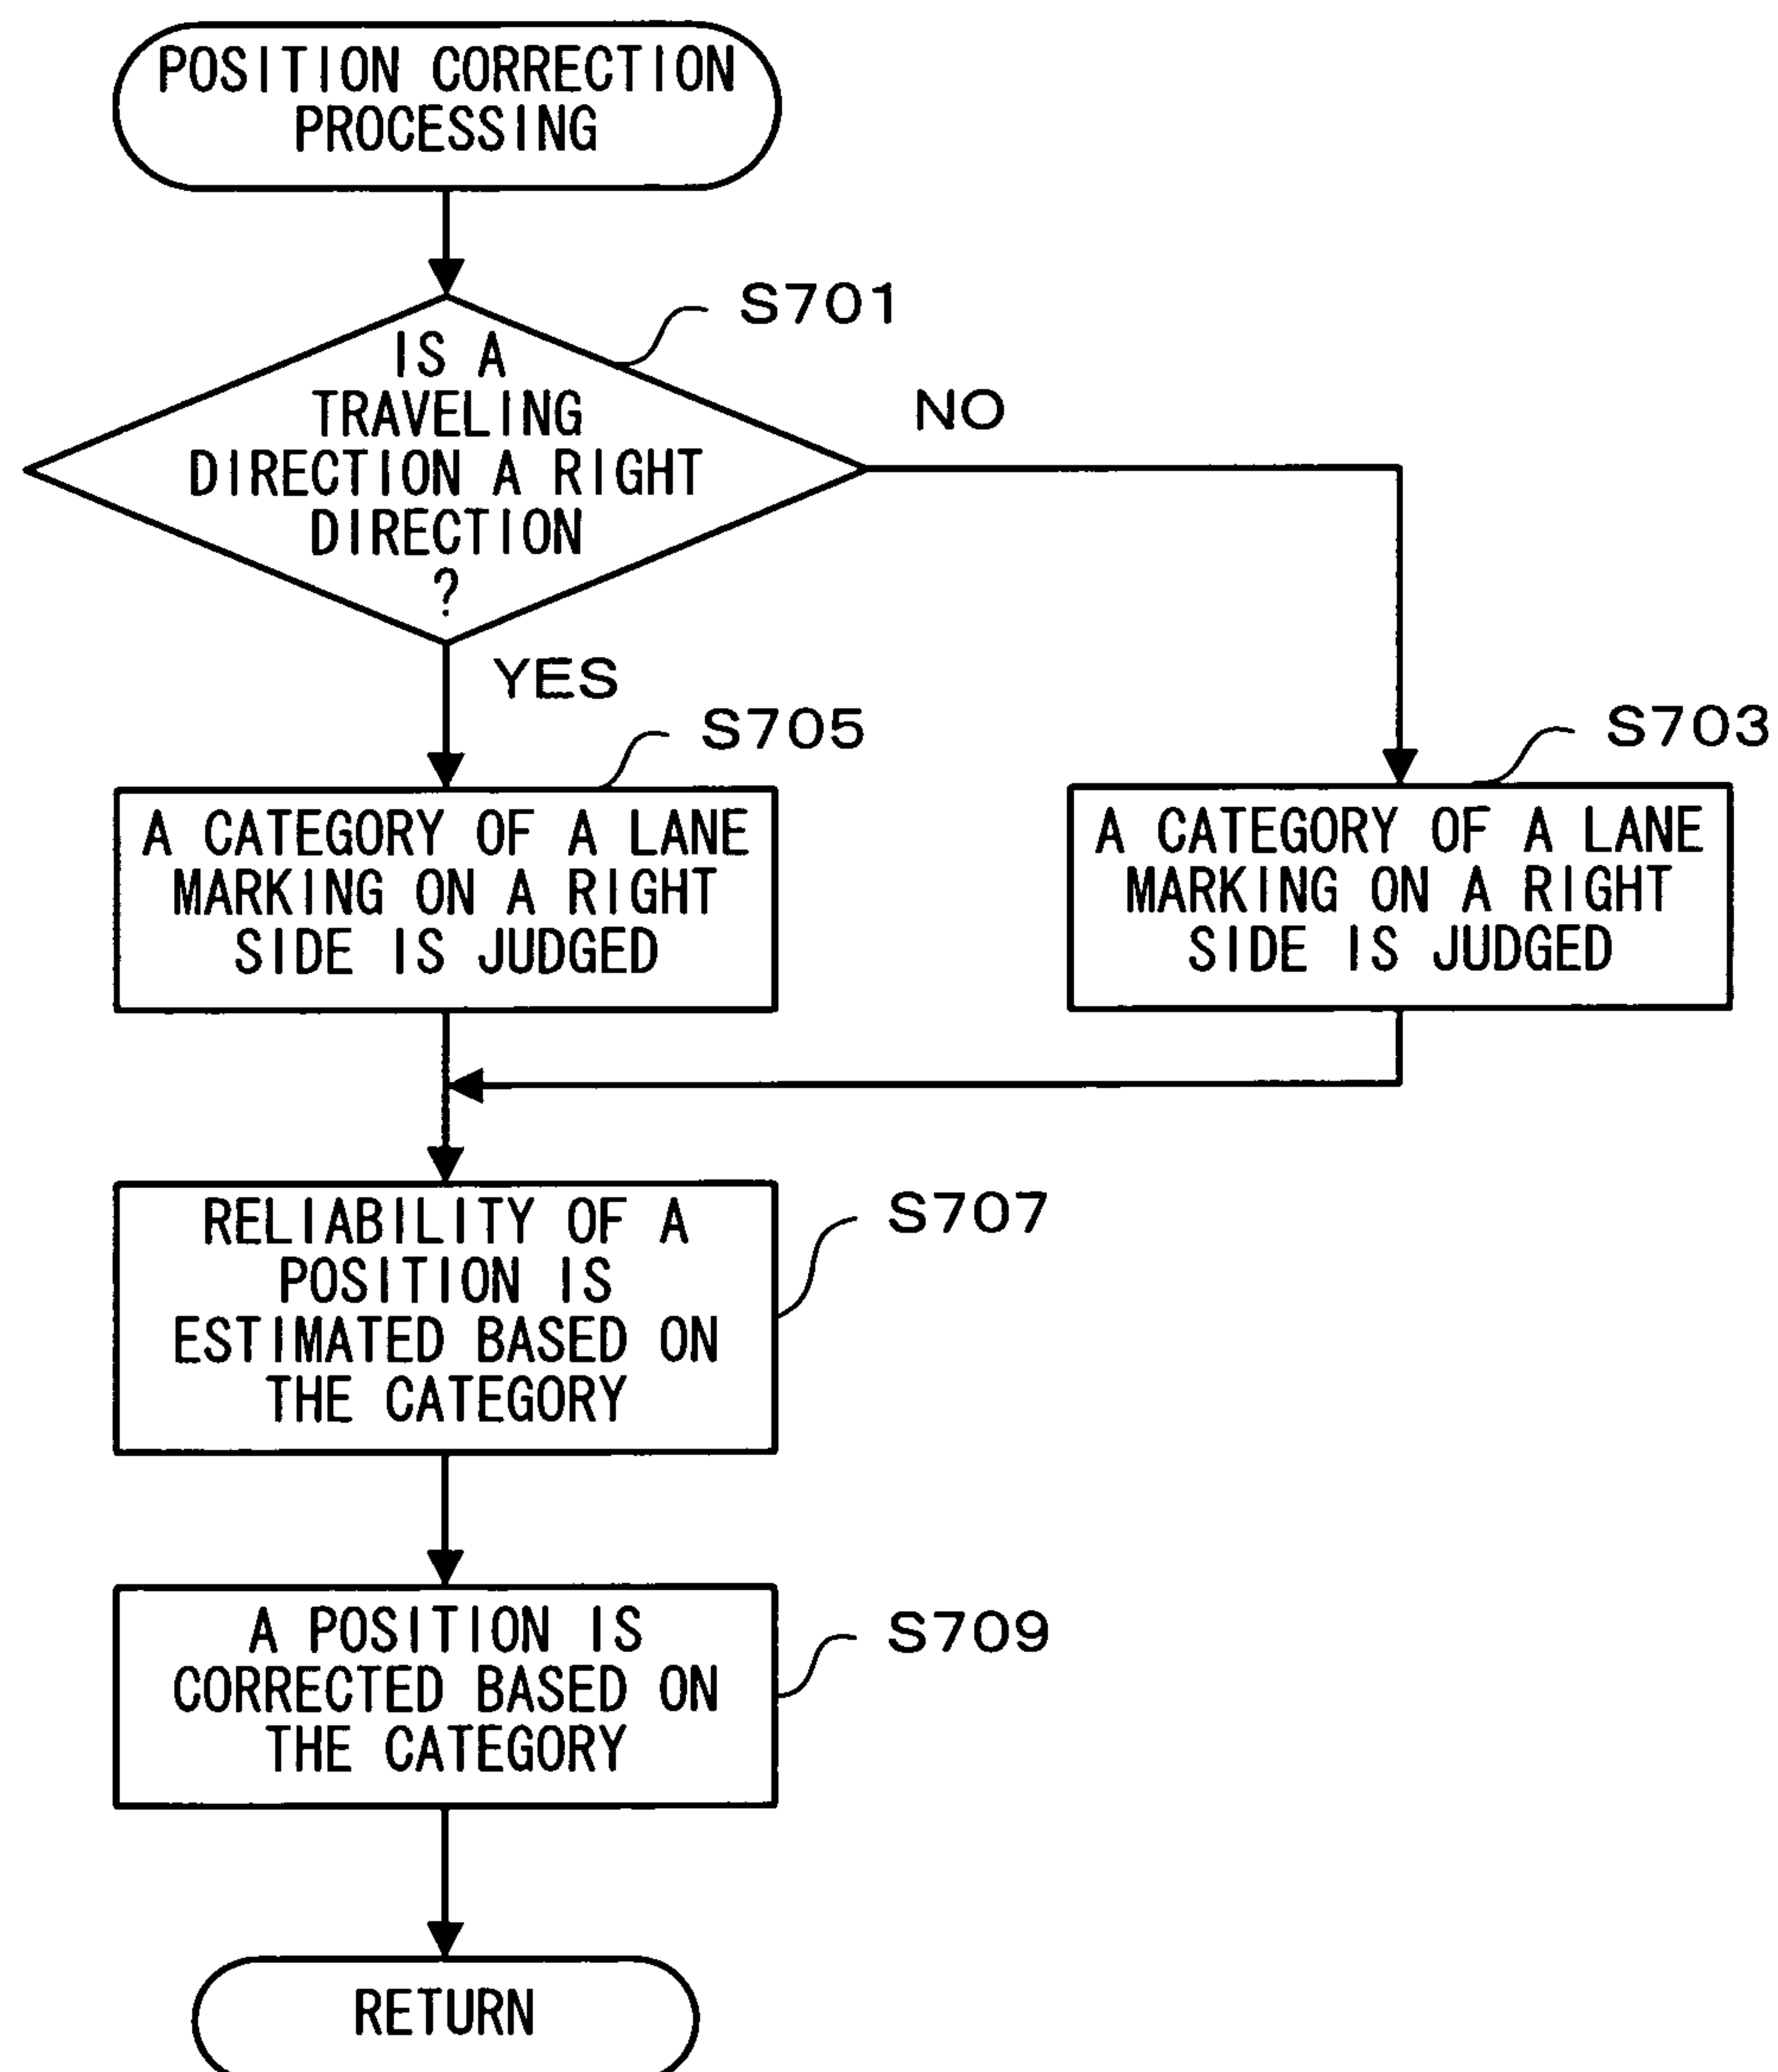 POSITION CORRECTION
PROCESSING
S701
IS A
TRAVELING
DIRECTION A RIGHT
DIRECTION
?
NO
YES
S705
A CATEGORY OF A LANE
MARKING ON A RIGHT
SIDE IS JUDGED
S703
A CATEGORY OF A LANE
MARKING ON A RIGHT
SIDE IS JUDGED
RELIABILITY OF A
POSITION IS
ESTIMATED BASED ON
THE CATEGORY
S707
A POSITION IS
CORRECTED BASED ON
THE CATEGORY
S709
RETURN